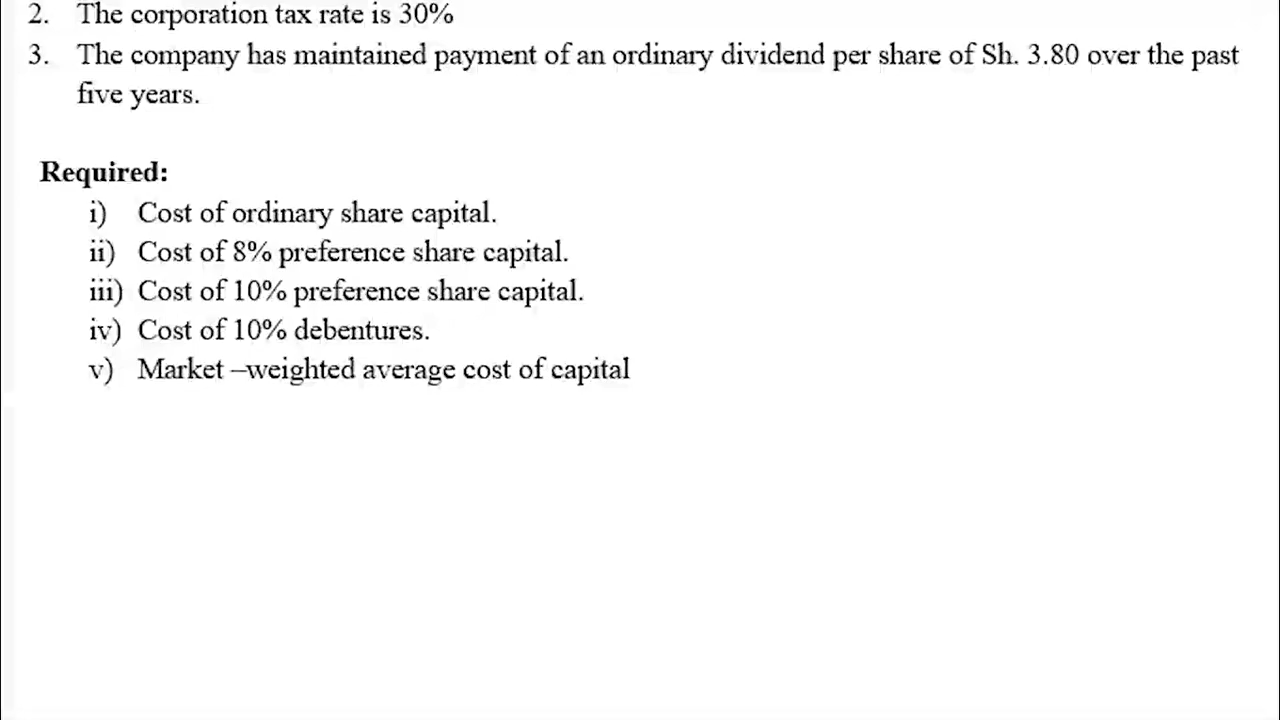 2. The corporation tax rate is 30%
3. The company has maintained payment of an ordinary dividend per share of Sh. 3.80 over the past
five years.
Required:
i) Cost of ordinary share capital.
ii) Cost of 8% preference share capital.
iii) Cost of 10% preference share capital.
iv) Cost of 10% debentures.
v) Market –weighted average cost of capital